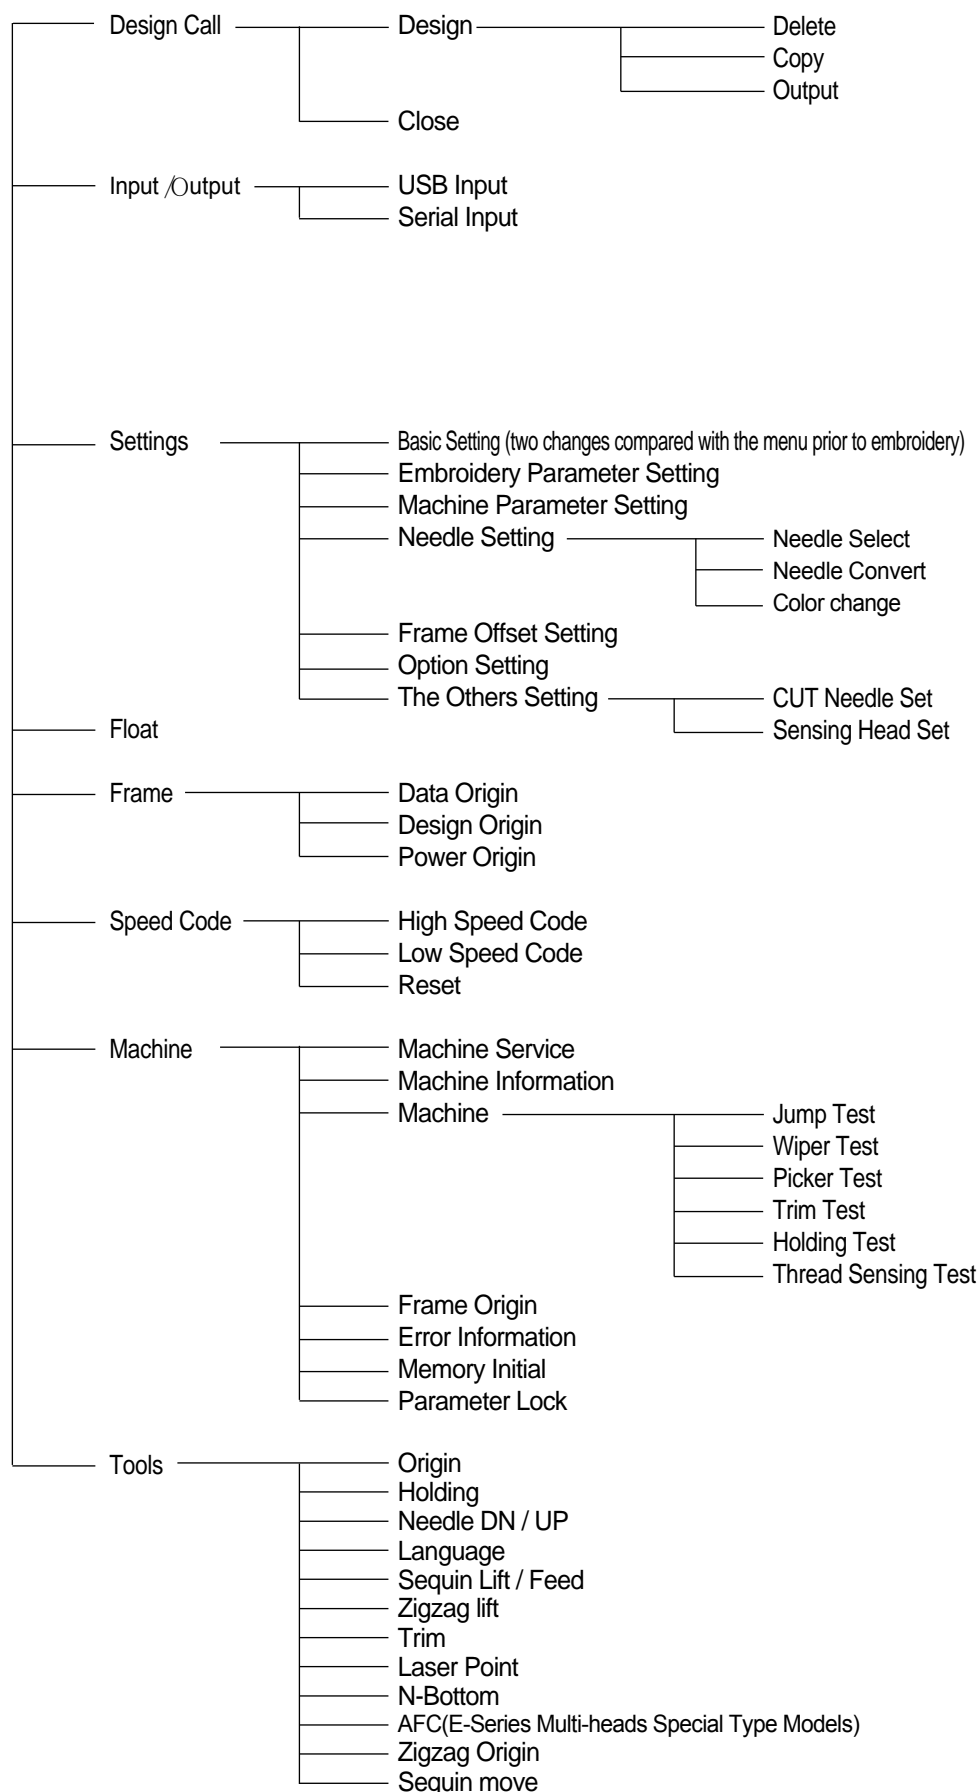 Design Call
Design
Delete
Copy
Output
Close
Input /Output
USB Input
Serial Input
Settings
Basic Setting (two changes compared with the menu prior to embroidery)
Embroidery Parameter Setting
Machine Parameter Setting
Needle Setting
Needle Select
Needle Convert
Color change
Frame Offset Setting
Option Setting
The Others Setting
CUT Needle Set
Sensing Head Set
Float
Frame
Data Origin
Design Origin
Power Origin
Speed Code
High Speed Code
Low Speed Code
Reset
Machine
Machine Service
Machine Information
Machine
Jump Test
Wiper Test
Picker Test
Trim Test
Holding Test
Thread Sensing Test
Frame Origin
Error Information
Memory Initial
Parameter Lock
Tools
Origin
Holding
Needle DN / UP
Language
Sequin Lift / Feed
Zigzag lift
Trim
Laser Point
N-Bottom
AFC(E-Series Multi-heads Special Type Models)
Zigzag Origin
Sequin move